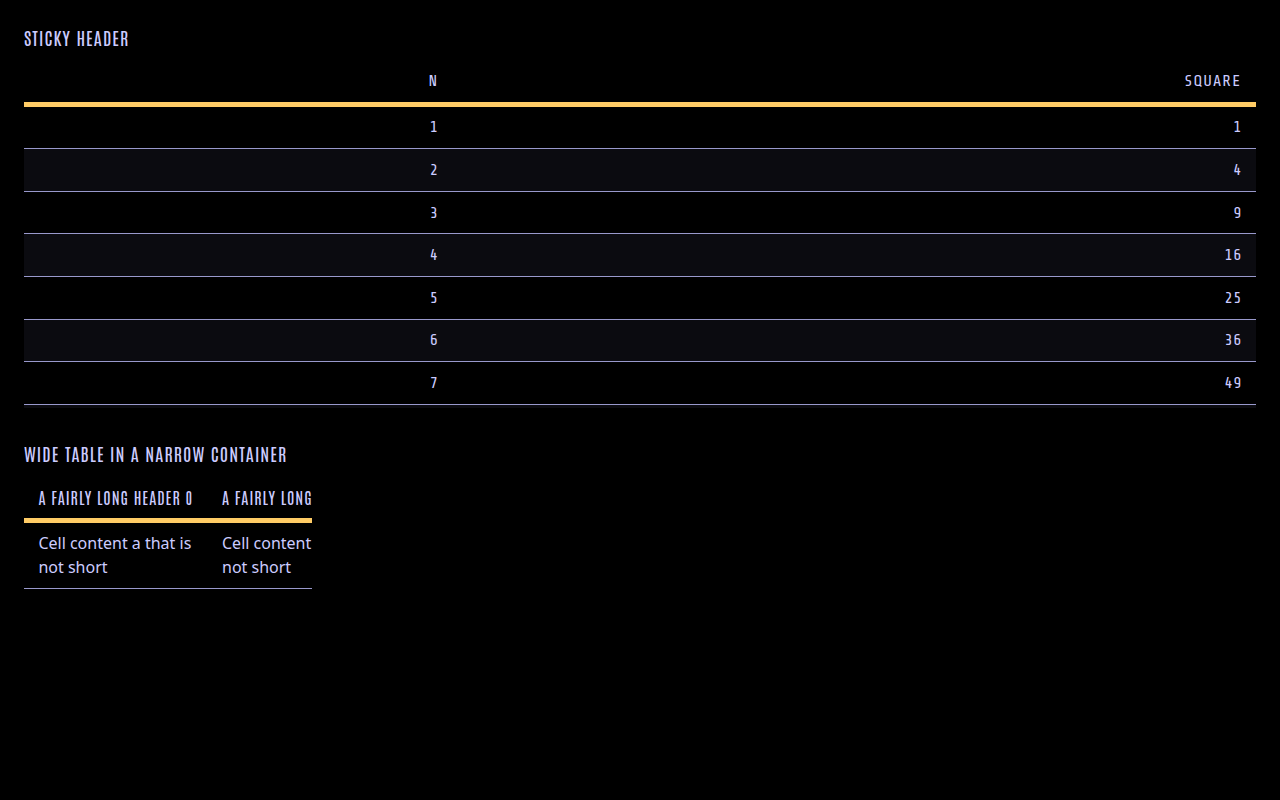 STICKY HEADER
N SQUARE
1 1
2 4
3 9
4 16
5 25
6 36
7 49
WIDE TABLE IN A NARROW CONTAINER
A FAIRLY LONG HEADER 0 A FAIRLY LONG
Cell content a that is Cell content
not short not short